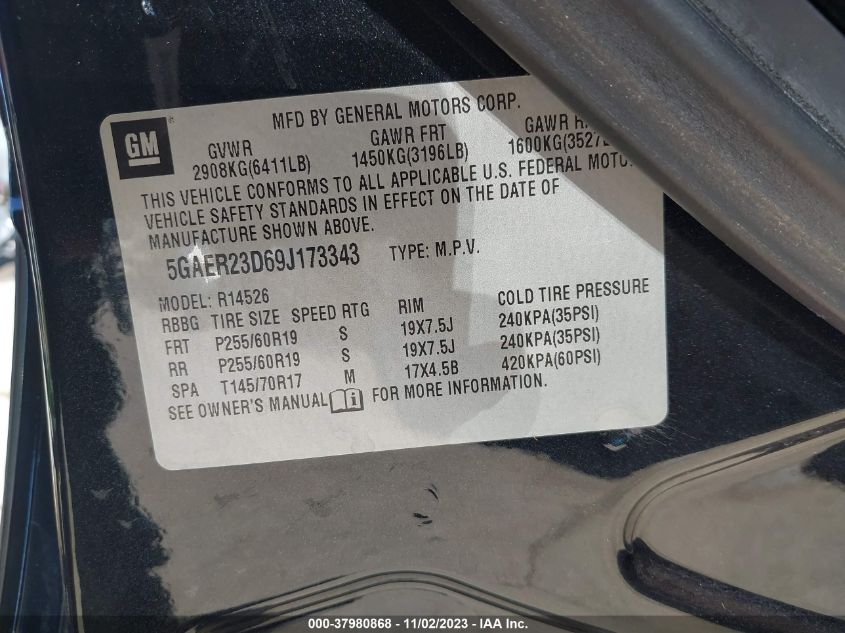 MFD BY GENERAL MOTORS CORP.
GM
GVWR GAWR FRT GAWR
2908KG(6411LB) 1450KG(3196LB) 1600KG(3527
THIS VEHICLE CONFORMS TO ALL APPLICABLE U.S. FEDERAL
VEHICLE SAFETY STANDARDS IN EFFECT ON THE DATE OF
MANUFACTURE SHOWN ABOVE.
5GAER23D69J173343 TYPE: M.P.V.
MODEL: R14526
RBBG TIRE SIZE SPEED RTG RIM COLD TIRE PRESSURE
FRT P255/60R19 S 19X7.5J 240KPA(35PSI)
RR P255/60R19 S 19X7.5J 240KPA(35PSI)
SPA T145/70R17 M 17X4.5B 420KPA(60PSI)
SEE OWNER'S MANUAL FOR MORE INFORMATION.
000-37980868 - 11/02/2023 - IAA Inc.